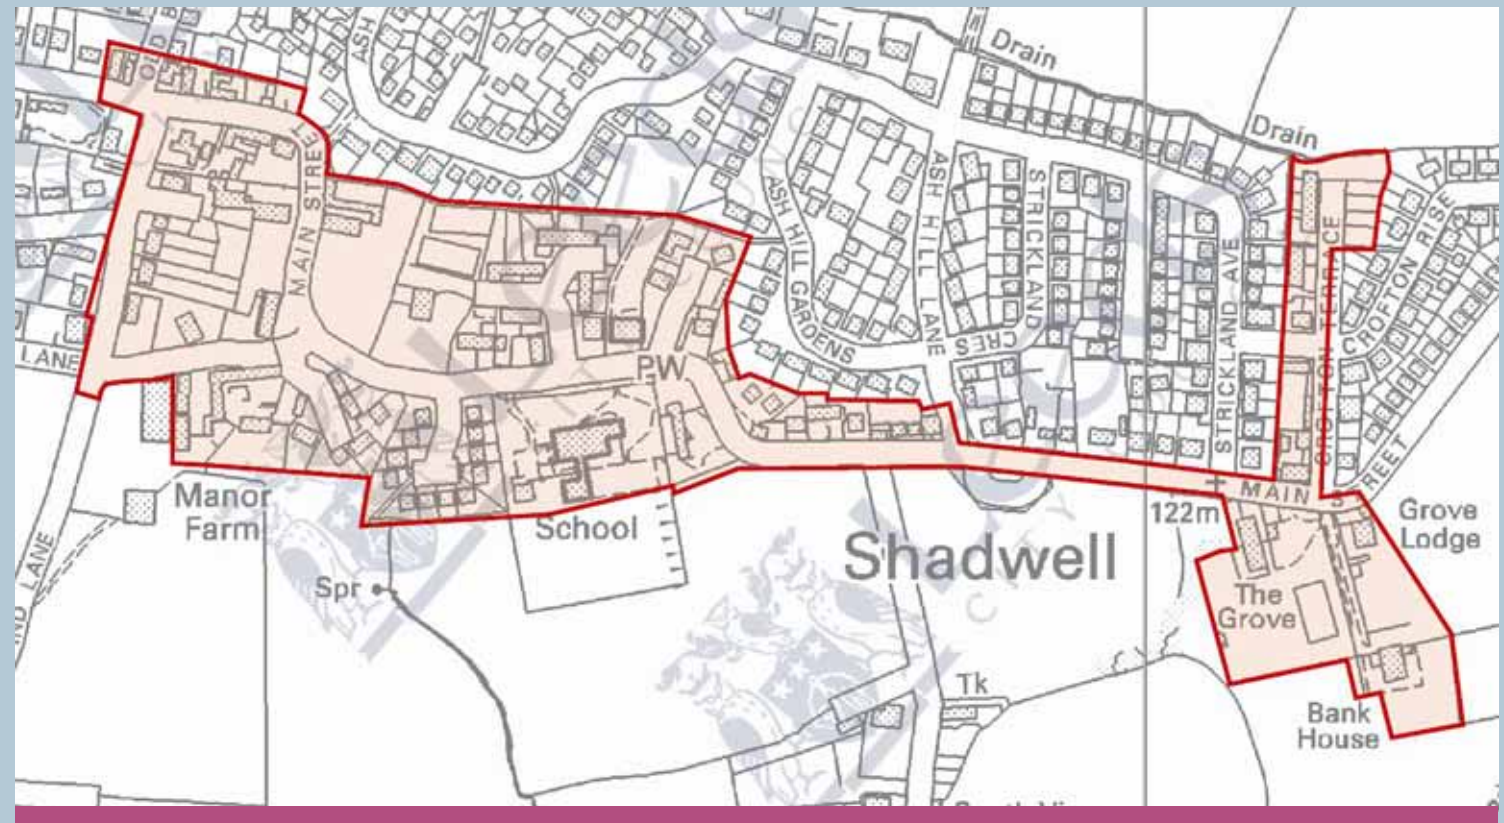 Drain
Drain
ASH
MAIN STREET
LANE
ASH HILL GARDENS
ASH HILL LANE
STRICKLAND
CRES
STRICKLAND AVE
CROFTON TERRACE
CROFTON RISE
PW
MAIN STREET
122m
Manor
Farm
School
Spr
Shadwell
Grove
Lodge
The
Grove
Bank
House
Tk
LANE
CITY